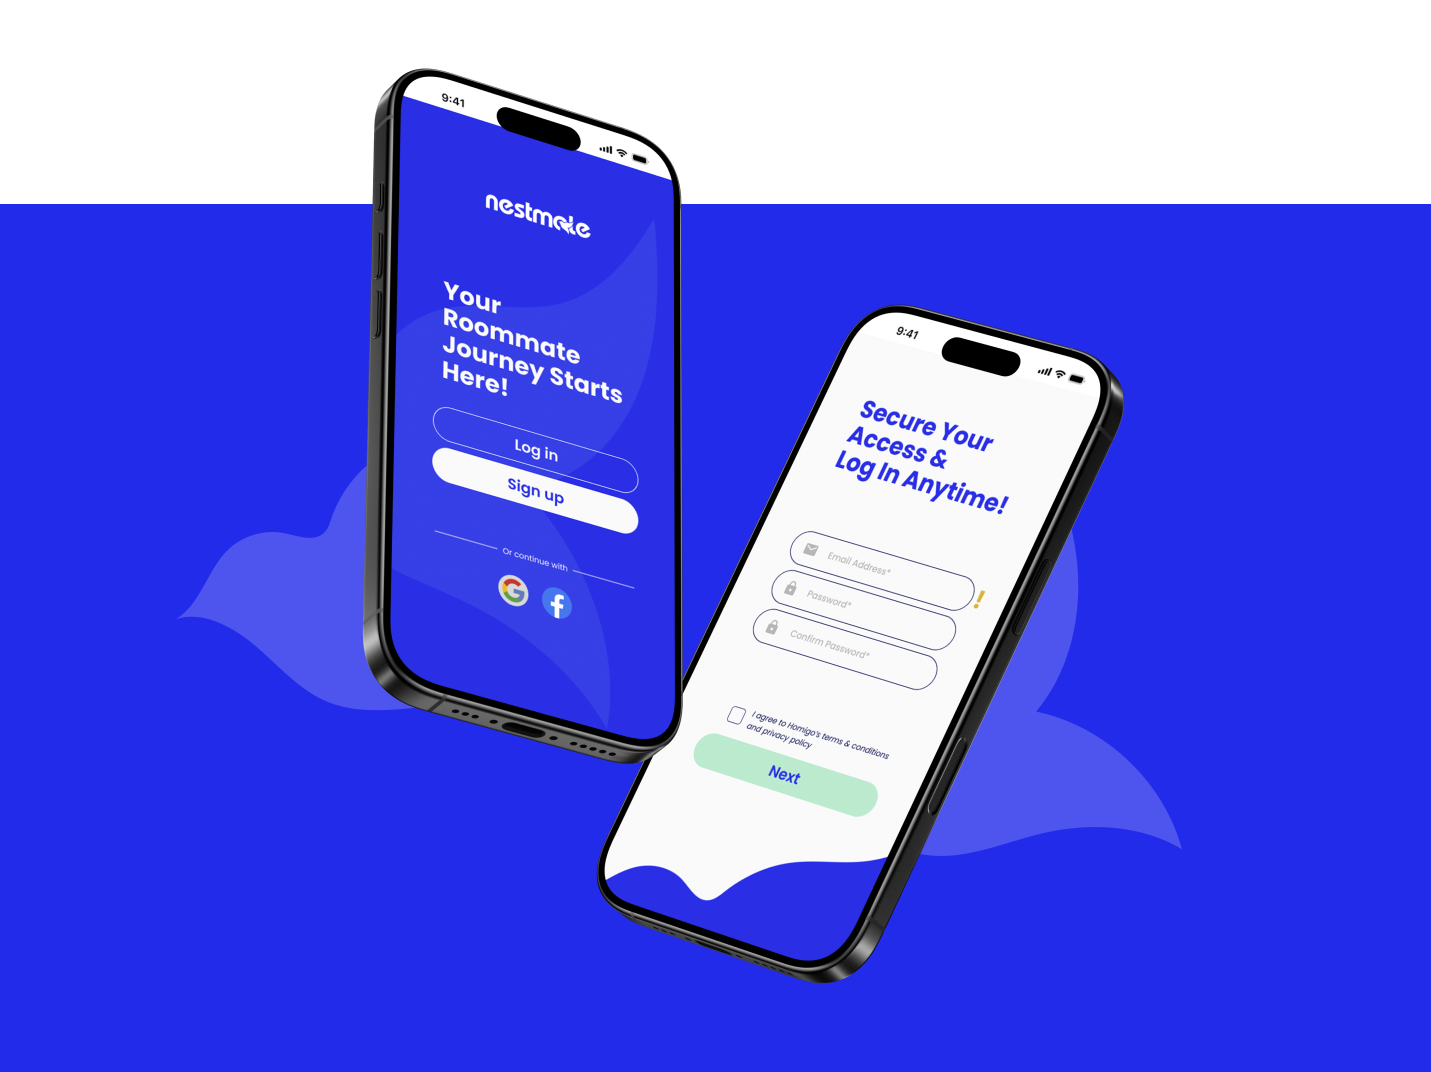 9:41
nestmate
Your
Roommate
Journey Starts
Here!
Log in
Sign up
Or continue with
9:41
Secure Your
Access &
Log In Anytime!
Email Address*
!
Password*
Confirm Password*
I agree to Homigo's terms & conditions
and privacy policy
Next